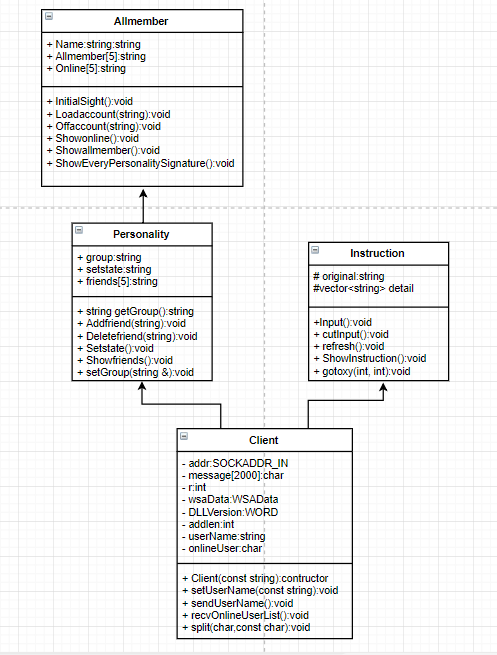 Allmember
+ Name:string:string
+ Allmember[5]:string
+ Online[5]:string
+ InitialSight():void
+ Loadaccount(string):void
+ Offaccount(string):void
+ Showonline():void
+ Showallmember():void
+ ShowEveryPersonalitySignature():void
Personality
+ group:string
+ setstate:string
+ friends[5]:string
+ string getGroup():string
+ Addfriend(string):void
+ Deletefriend(string):void
+ Setstate():void
+ Showfriends():void
+ setGroup(string &):void
Instruction
# original:string
#vector<string> detail
+Input():void
+ cutInput():void
+ refresh():void
+ ShowInstruction():void
+ gotoxy(int, int):void
Client
- addr:SOCKADDR_IN
- message[2000]:char
- r:int
- wsaData:WSAData
- DLLVersion:WORD
- addlen:int
- userName:string
- onlineUser:char
+ Client(const string):contructor
+ setUserName(const string):void
+ sendUserName():void
+ recvOnlineUserList():void
+ split(char,const char):void